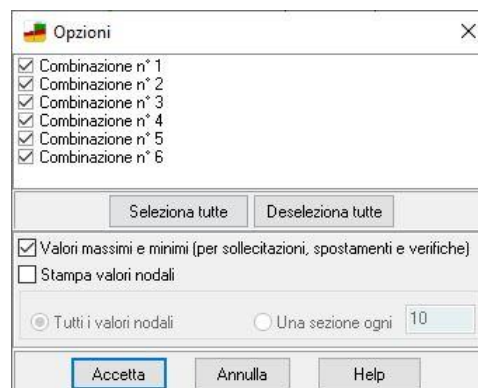 Opzioni
Combinazione n° 1
Combinazione n° 2
Combinazione n° 3
Combinazione n° 4
Combinazione n° 5
Combinazione n° 6
Seleziona tutte Deseleziona tutte
Valori massimi e minimi (per sollecitazioni, spostamenti e verifiche)
Stampa valori nodali
Tutti i valori nodali Una sezione ogni 10
Accetta Annulla Help